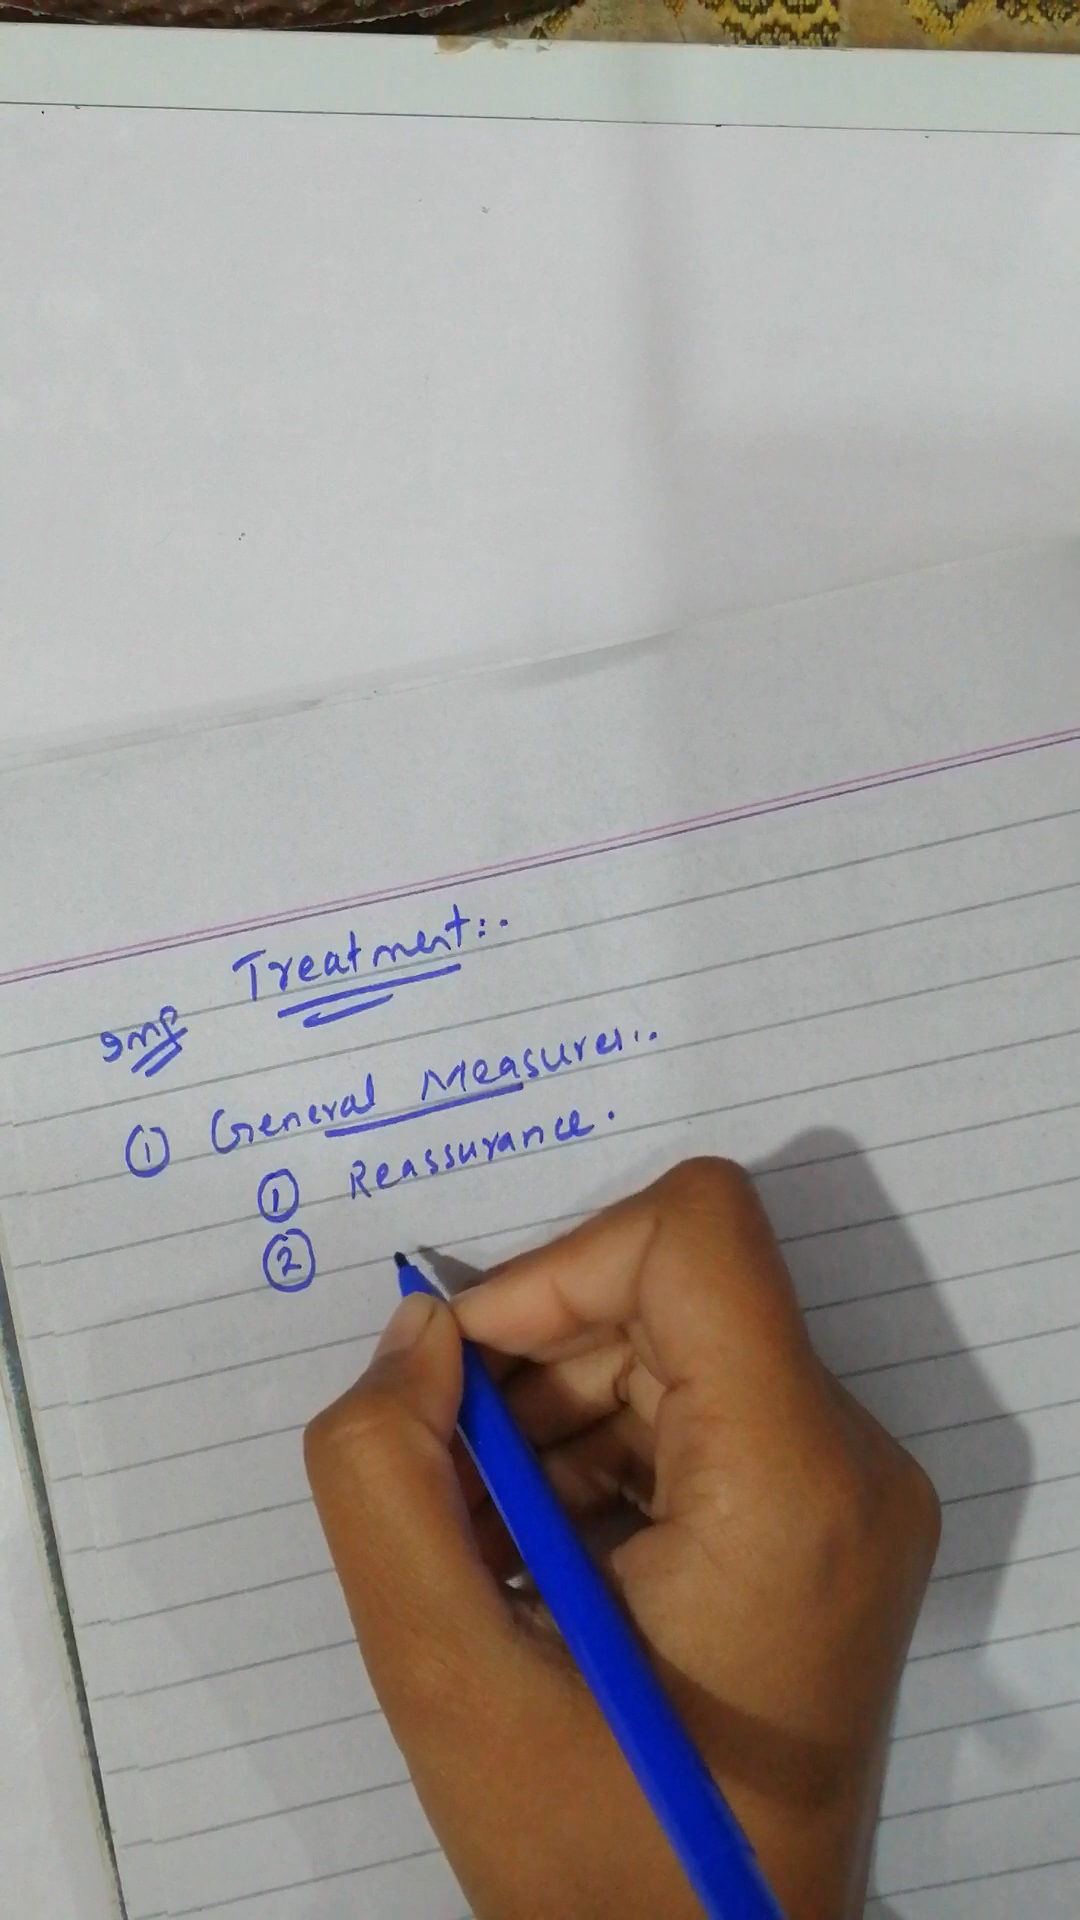 Treatment:-
Imp
① General Measures:-
① Reassurance.
②